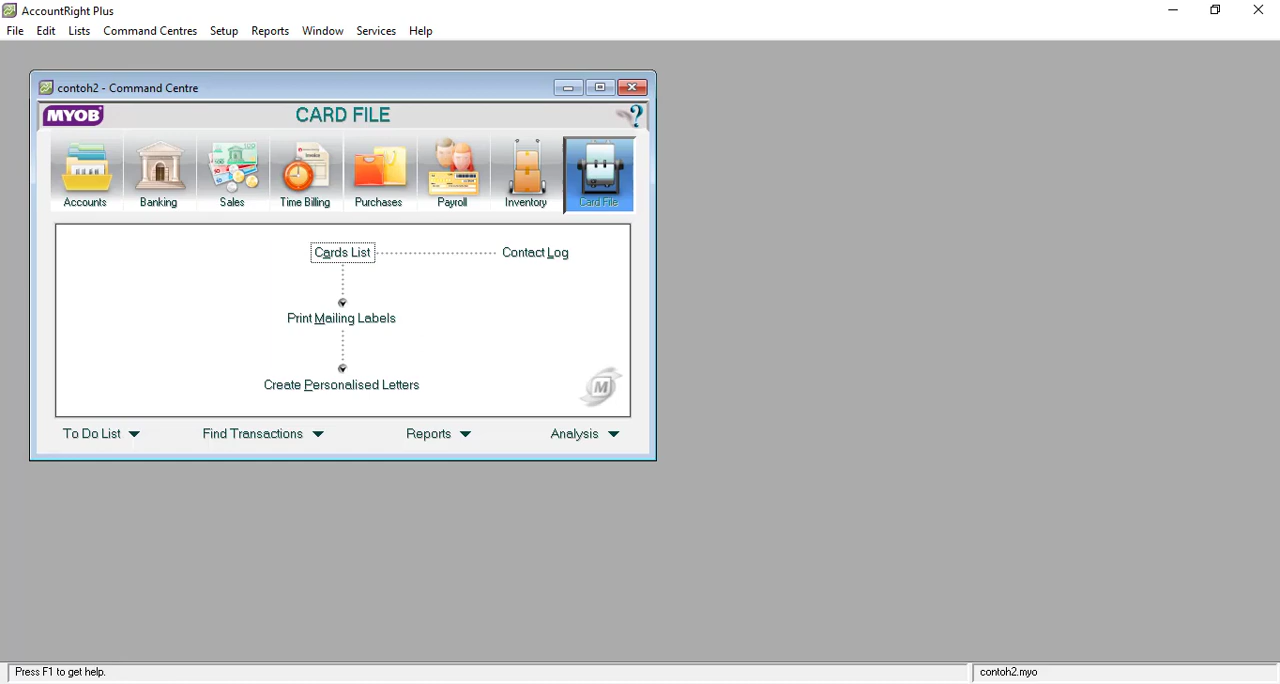 AccountRight Plus
File Edit Lists Command Centres Setup Reports Window Services Help
contoh2 - Command Centre
MYOB CARD FILE ?
Accounts Banking Sales Time Billing Purchases Payroll Inventory Card File
Cards List Contact Log
Print Mailing Labels
Create Personalised Letters
M
To Do List Find Transactions Reports Analysis
Press F1 to get help. contoh2.myo